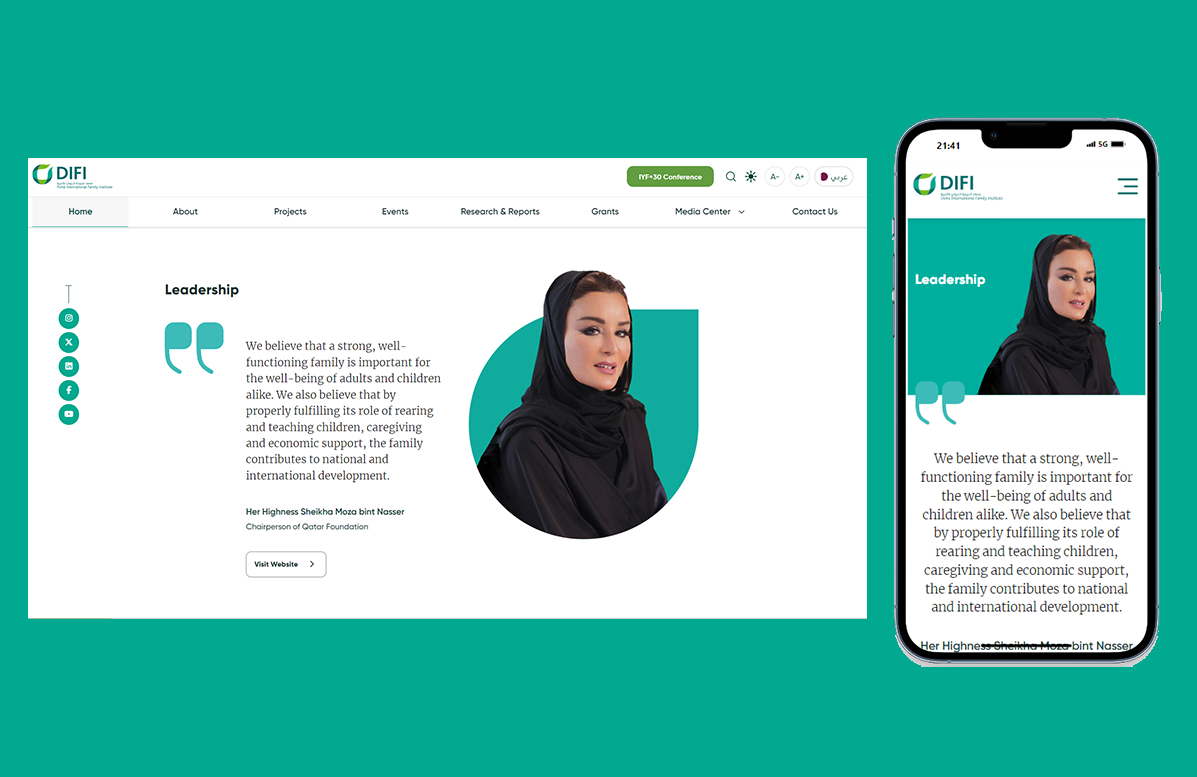 DIFI
Doha International Family Institute
IYF+30 Conference
A-
A+
عربي
Home
About
Projects
Events
Research & Reports
Grants
Media Center
Contact Us
Leadership
We believe that a strong, well-
functioning family is important for
the well-being of adults and children
alike. We also believe that by
properly fulfilling its role of rearing
and teaching children, caregiving
and economic support, the family
contributes to national and
international development.
Her Highness Sheikha Moza bint Nasser
Chairperson of Qatar Foundation
Visit Website
21:41
5G
DIFI
Doha International Family Institute
Leadership
We believe that a strong, well-
functioning family is important for
the well-being of adults and
children alike. We also believe that
by properly fulfilling its role of
rearing and teaching children,
caregiving and economic support,
the family contributes to national
and international development.
Her Highness Sheikha Moza bint Nasser